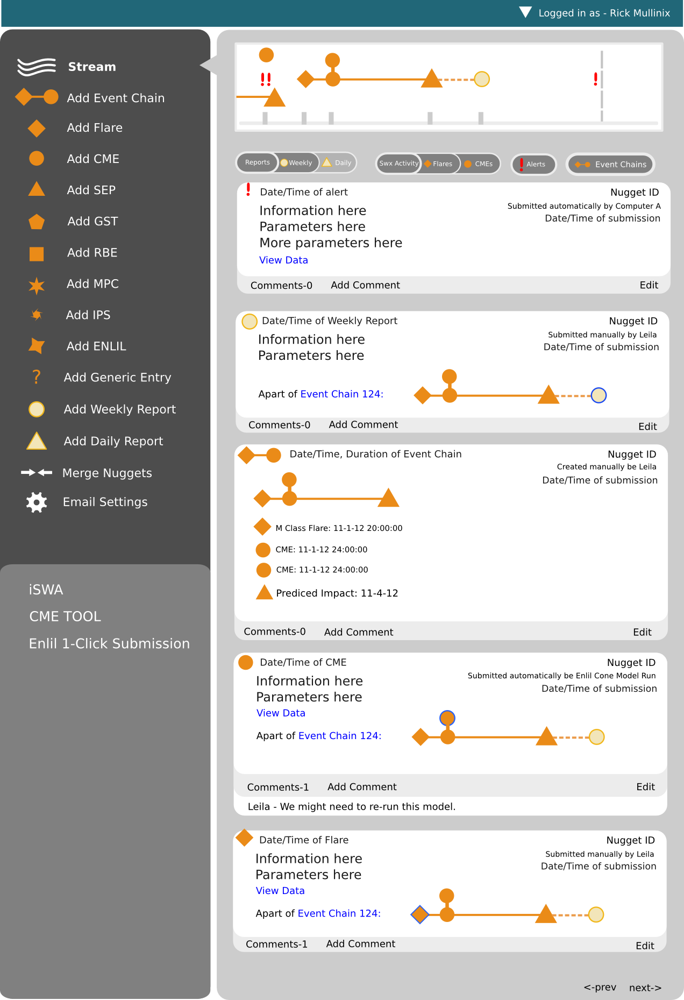 Logged in as - Rick Mullinix
Stream
Add Event Chain
Add Flare
Add CME
Add SEP
Add GST
Add RBE
Add MPC
Add IPS
Add ENLIL
? Add Generic Entry
Add Weekly Report
Add Daily Report
Merge Nuggets
Email Settings
iSWA
CME TOOL
Enlil 1-Click Submission
!!
!
Reports Weekly Daily Swx Activity Flares CMEs ! Alerts Event Chains
! Date/Time of alert Nugget ID
Submitted automatically by Computer A
Information here
Date/Time of submission
Parameters here
More parameters here
View Data
Comments-0 Add Comment Edit
Date/Time of Weekly Report Nugget ID
Submitted manually by Leila
Information here
Date/Time of submission
Parameters here
Apart of Event Chain 124:
Comments-0 Add Comment Edit
Date/Time, Duration of Event Chain Nugget ID
Created manually be Leila
Date/Time of submission
M Class Flare: 11-1-12 20:00:00
CME: 11-1-12 24:00:00
CME: 11-1-12 24:00:00
Prediced Impact: 11-4-12
Comments-0 Add Comment Edit
Date/Time of CME Nugget ID
Submitted automatically be Enlil Cone Model Run
Information here
Date/Time of submission
Parameters here
View Data
Apart of Event Chain 124:
Comments-1 Add Comment Edit
Leila - We might need to re-run this model.
Date/Time of Flare Nugget ID
Submitted manually by Leila
Information here
Date/Time of submission
Parameters here
View Data
Apart of Event Chain 124:
Comments-1 Add Comment Edit
<-prev next->